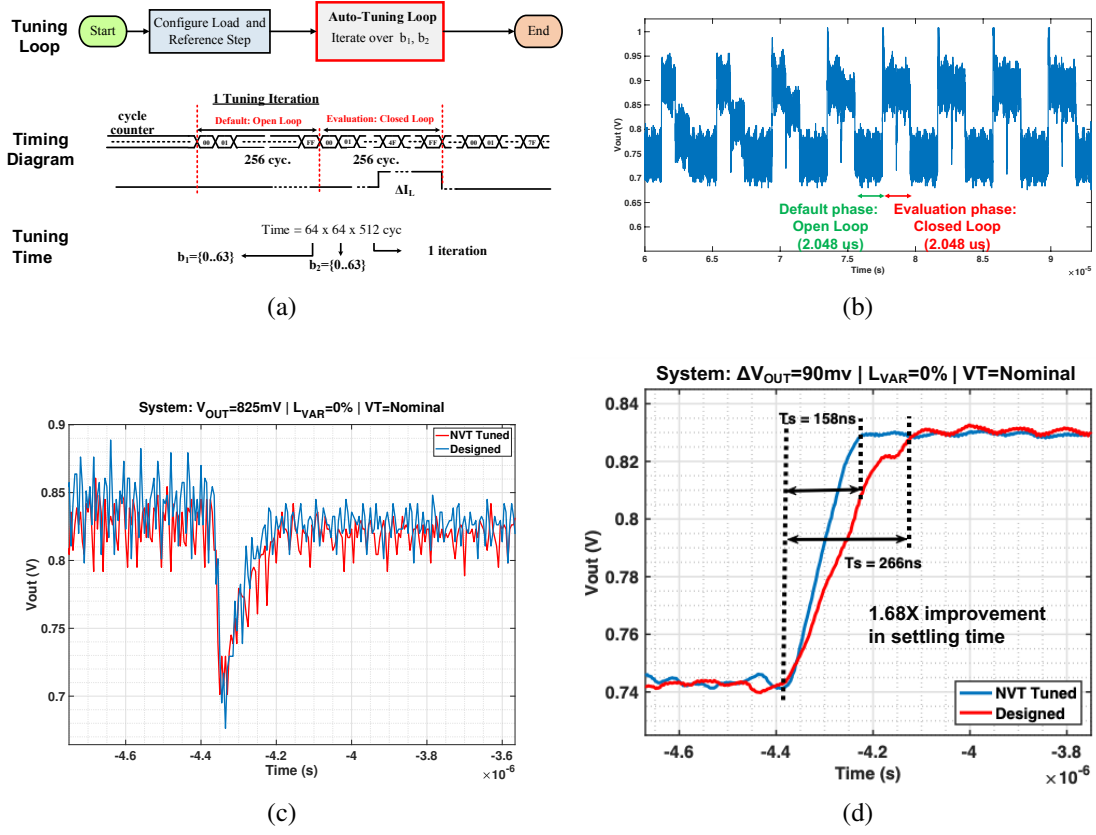 Tuning Loop
Start
Configure Load and Reference Step
Auto-Tuning Loop
Iterate over b1, b2
End
1 Tuning Iteration
cycle counter
Default: Open Loop
Evaluation: Closed Loop
Timing Diagram
00 01 FF 00 01 4F FF 00 01 7F
256 cyc. 256 cyc.
ΔIL
Tuning Time
Time = 64 x 64 x 512 cyc
b1={0..63}
b2={0..63}
1 iteration
(a)
Vout (V)
1
0.95
0.9
0.85
0.8
0.75
0.7
0.65
0.6
Default phase: Open Loop (2.048 us)
Evaluation phase: Closed Loop (2.048 us)
6 6.5 7 7.5 8 8.5 9
Time (s)
×10-5
(b)
System: VOUT=825mV | LVAR=0% | VT=Nominal
NVT Tuned
Designed
Vout (V)
0.9
0.85
0.8
0.75
0.7
-4.6 -4.4 -4.2 -4 -3.8 -3.6
Time (s)
×10-6
(c)
System: ΔVOUT=90mv | LVAR=0% | VT=Nominal
Vout (V)
0.84
0.82
0.8
0.78
0.76
0.74
Ts = 158ns
Ts = 266ns
1.68X improvement
in settling time
NVT Tuned
Designed
-4.6 -4.4 -4.2 -4 -3.8
Time (s)
×10-6
(d)